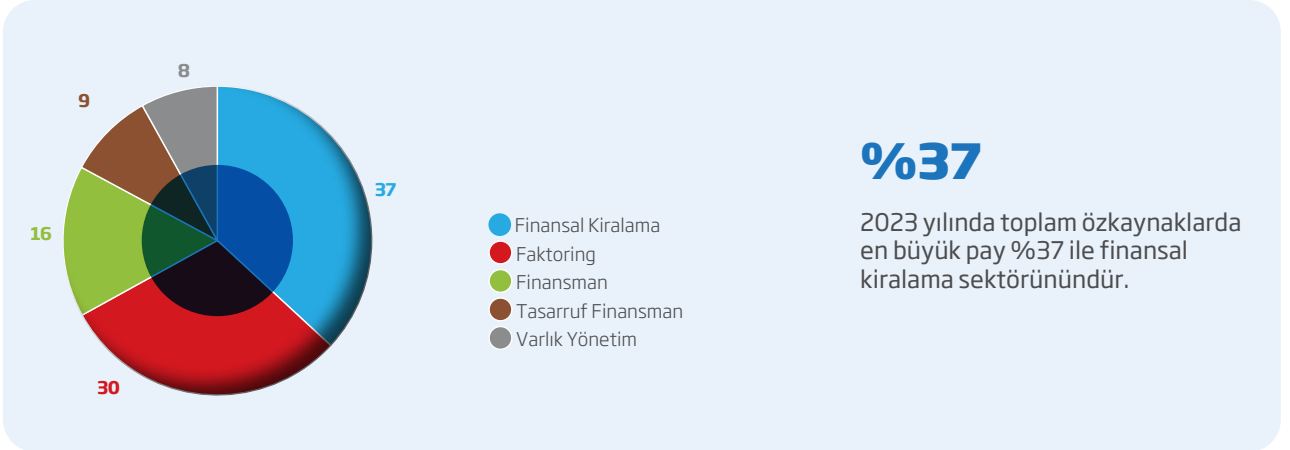 8
9
37
16
30
Finansal Kiralama
Faktoring
Finansman
Tasarruf Finansman
Varlık Yönetim
%37
2023 yılında toplam özkaynaklarda
en büyük pay %37 ile finansal
kiralama sektörünündür.